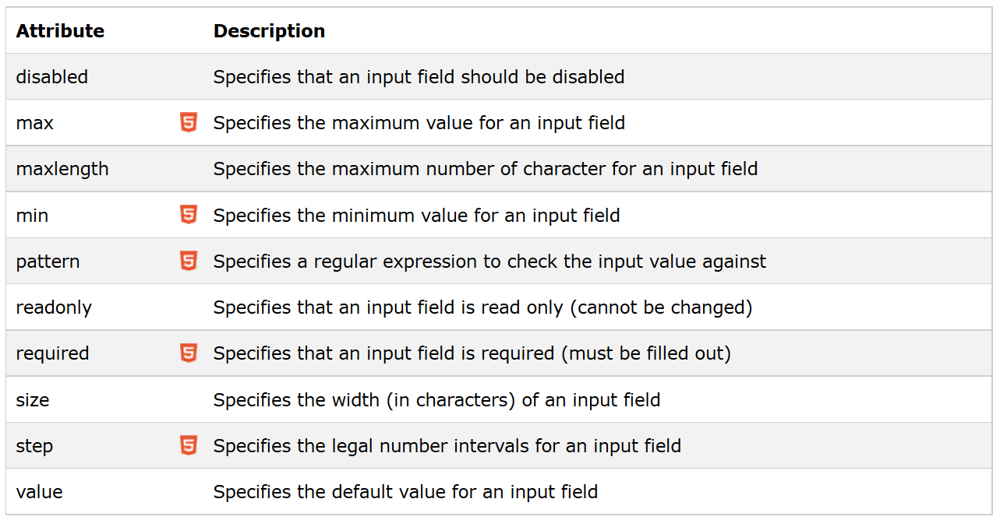 Attribute Description
disabled Specifies that an input field should be disabled
max 5 Specifies the maximum value for an input field
maxlength Specifies the maximum number of character for an input field
min 5 Specifies the minimum value for an input field
pattern 5 Specifies a regular expression to check the input value against
readonly Specifies that an input field is read only (cannot be changed)
required 5 Specifies that an input field is required (must be filled out)
size Specifies the width (in characters) of an input field
step 5 Specifies the legal number intervals for an input field
value Specifies the default value for an input field